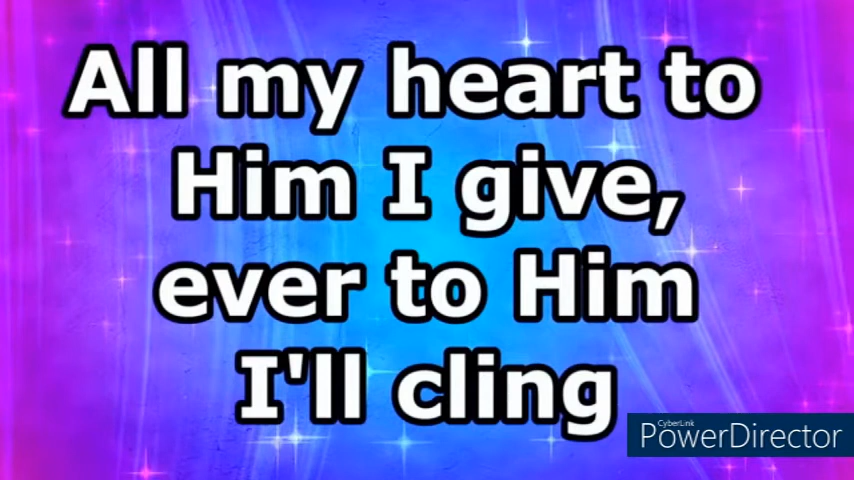 All my heart to
Him I give,
ever to Him
I'll cling
CyberLink
PowerDirector